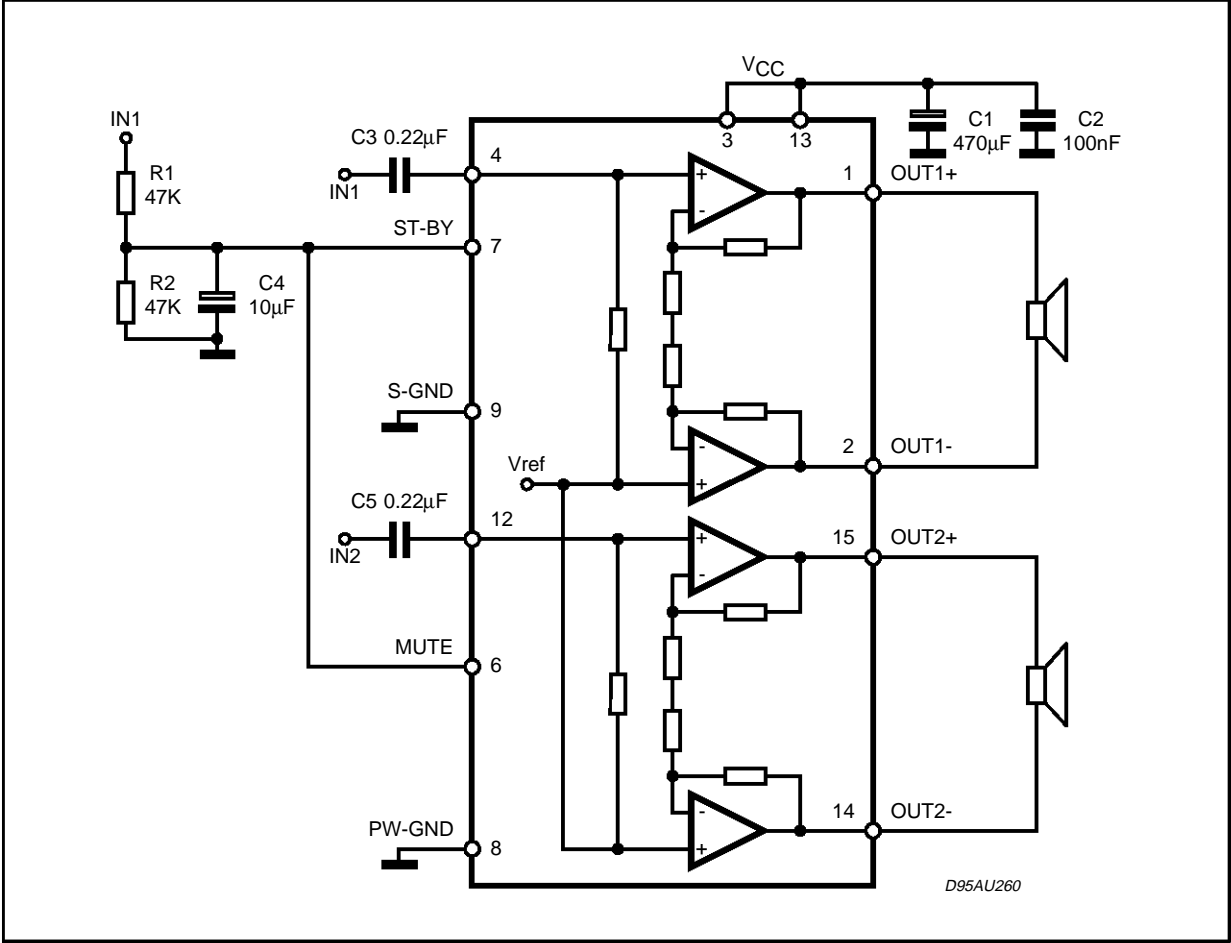 VCC
IN1
C3 0.22µF
4
3
13
C1
470µF
C2
100nF
R1
47K
IN1
+
-
1
OUT1+
ST-BY
7
R2
47K
C4
10µF
S-GND
9
-
+
2
OUT1-
Vref
C5 0.22µF
12
IN2
+
-
15
OUT2+
MUTE
6
-
+
14
OUT2-
PW-GND
8
D95AU260